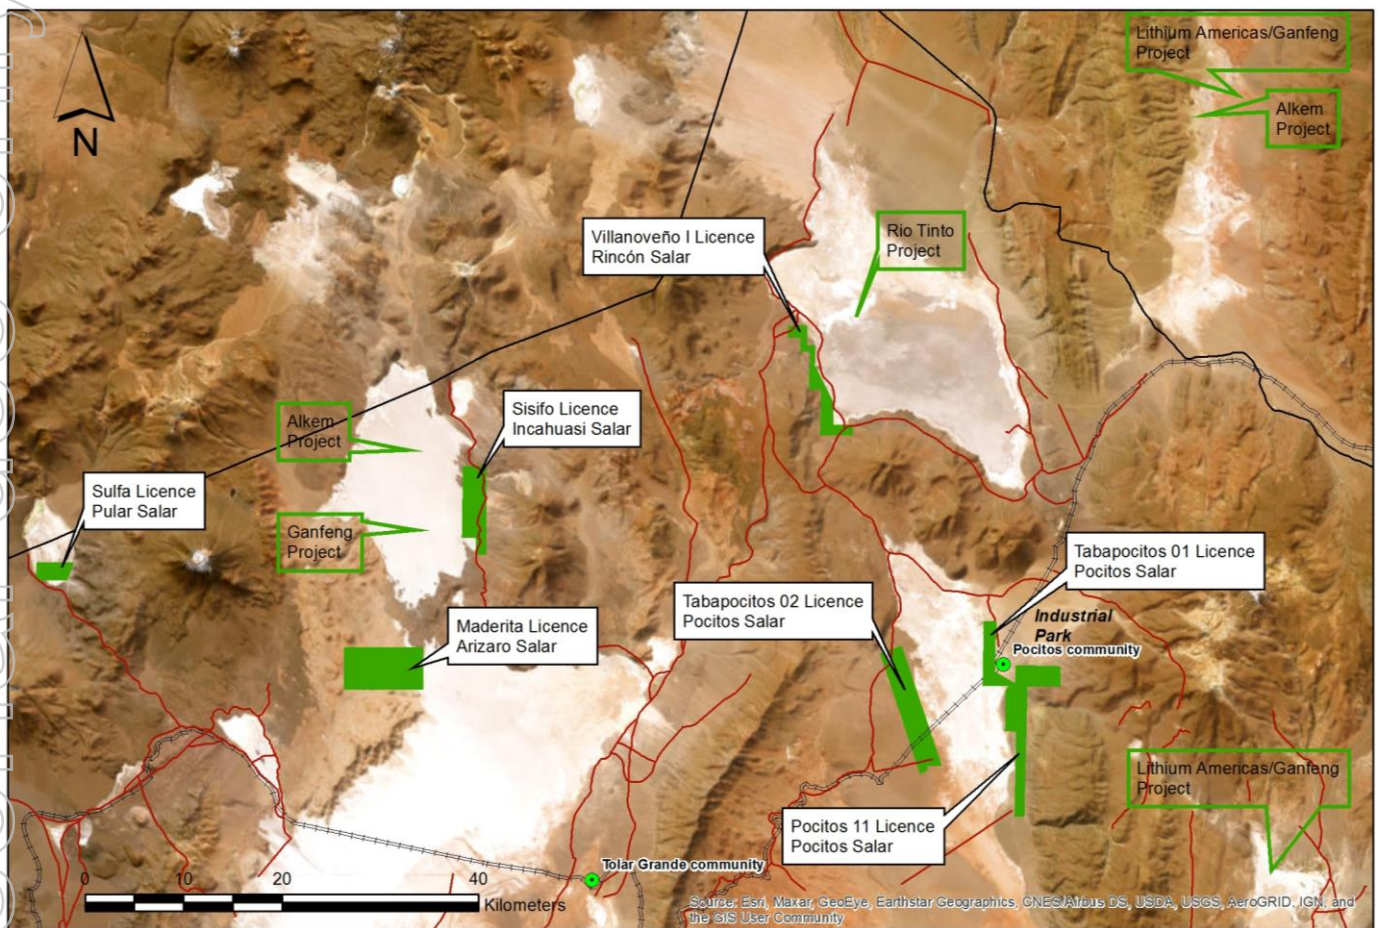 Lithium Americas/Ganfeng
Project
Alkem
Project
N
Villanoveño I Licence
Rincón Salar
Rio Tinto
Project
Alkem
Project
Sisifo Licence
Incahuasi Salar
Sulfa Licence
Pular Salar
Ganfeng
Project
Tabapocitos 01 Licence
Pocitos Salar
Tabapocitos 02 Licence
Pocitos Salar
Industrial
Park
Pocitos community
Maderita Licence
Arizaro Salar
Lithium Americas/Ganfeng
Project
Pocitos 11 Licence
Pocitos Salar
Tolar Grande community
0 10 20 40
Kilometers
Source: Esri, Maxar, GeoEye, Earthstar Geographics, CNES/Airbus DS, USDA, USGS, AeroGRID, IGN, and
the GIS User Community